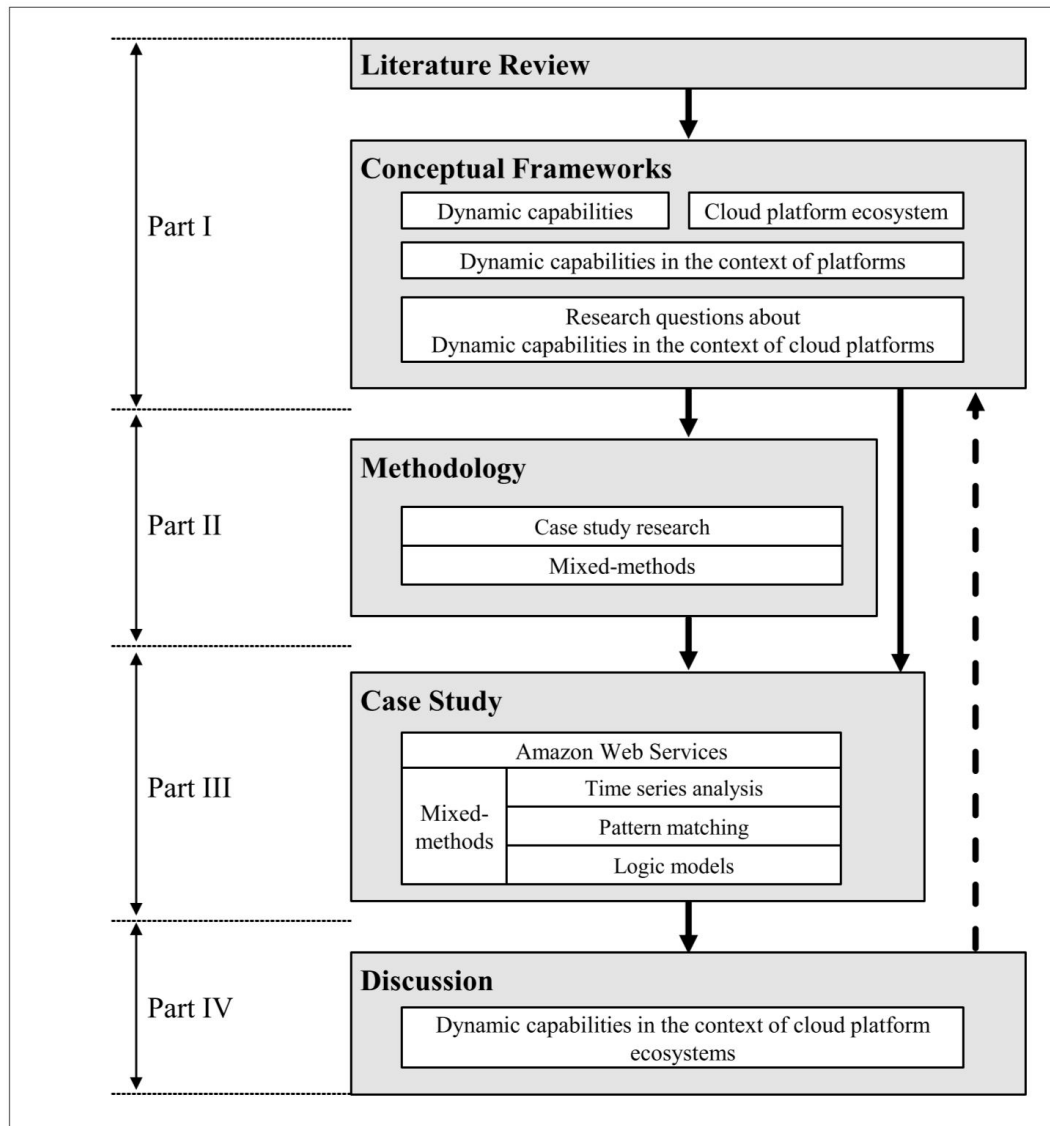 Literature Review
Part I
Conceptual Frameworks
Dynamic capabilities
Cloud platform ecosystem
Dynamic capabilities in the context of platforms
Research questions about
Dynamic capabilities in the context of cloud platforms
Part II
Methodology
Case study research
Mixed-methods
Part III
Case Study
Amazon Web Services
Mixed-
methods
Time series analysis
Pattern matching
Logic models
Part IV
Discussion
Dynamic capabilities in the context of cloud platform
ecosystems